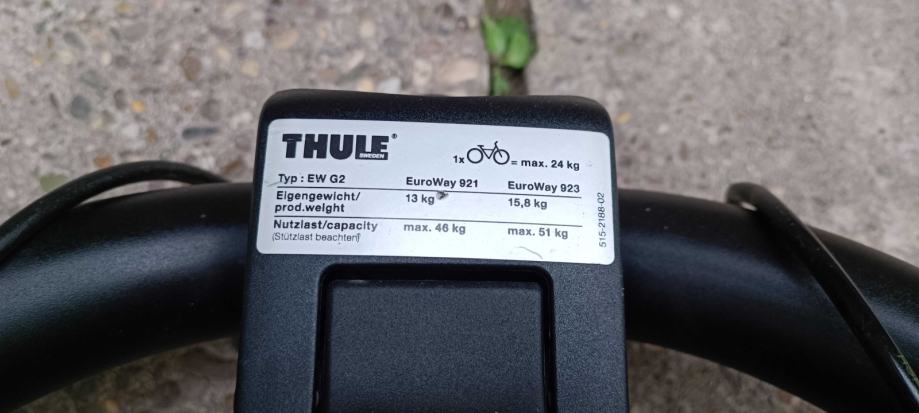 THULE®
SWEDEN
1x = max. 24 kg
Typ : EW G2 EuroWay 921 EuroWay 923
Eigengewicht/ 13 kg 15,8 kg
prod.weight
Nutzlast/capacity max. 46 kg max. 51 kg
(Stützlast beachten)
515-2188-02